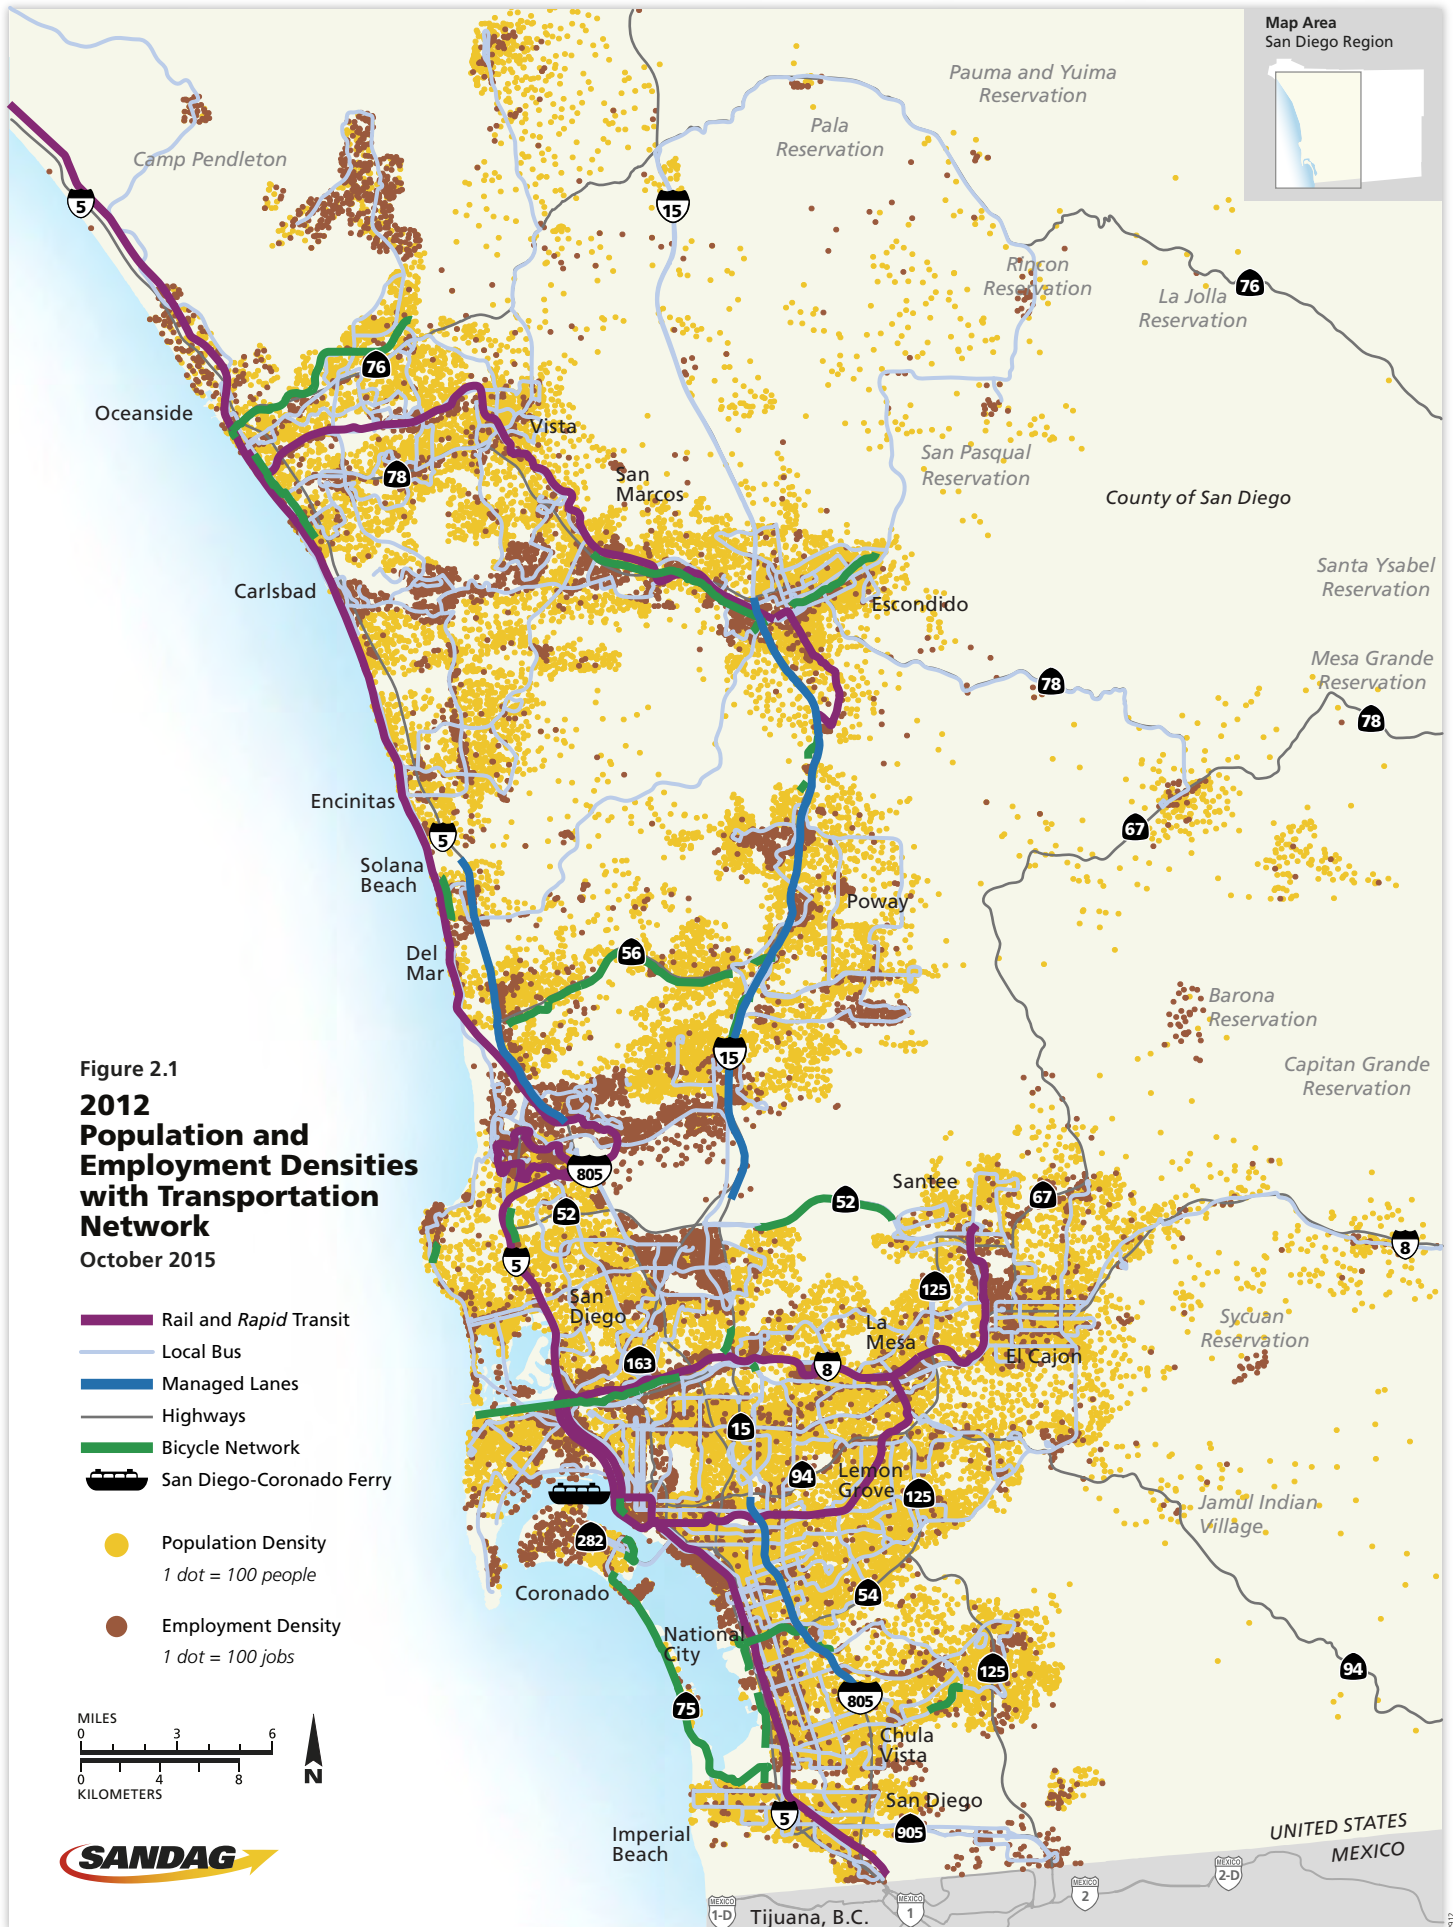 Map Area
San Diego Region
Pauma and Yuima
Reservation
Pala
Reservation
Camp Pendleton
5
15
Rincon
Reservation
La Jolla
Reservation
76
76
Oceanside
Vista
78
San
Marcos
San Pasqual
Reservation
County of San Diego
Santa Ysabel
Reservation
Carlsbad
Escondido
Mesa Grande
Reservation
78
78
Encinitas
5
67
Solana
Beach
Poway
56
Del
Mar
Barona
Reservation
15
Capitan Grande
Reservation
Figure 2.1
2012
Population and
Employment Densities
with Transportation
Network
October 2015
805
Santee
67
52
52
5
8
125
San
Diego
La
Mesa
Sycuan
Reservation
El Cajon
163
8
Rail and Rapid Transit
Local Bus
Managed Lanes
Highways
Bicycle Network
San Diego-Coronado Ferry
15
94
Lemon
Grove
125
Jamul Indian
Village
282
Population Density
1 dot = 100 people
Employment Density
1 dot = 100 jobs
Coronado
54
National
City
125
94
805
75
MILES
0 3 6
0 4 8
KILOMETERS
N
Chula
Vista
San Diego
5
905
Imperial
Beach
UNITED STATES
MEXICO
SANDAG
MEXICO
1-D
MEXICO
1
MEXICO
2
MEXICO
2-D
Tijuana, B.C.